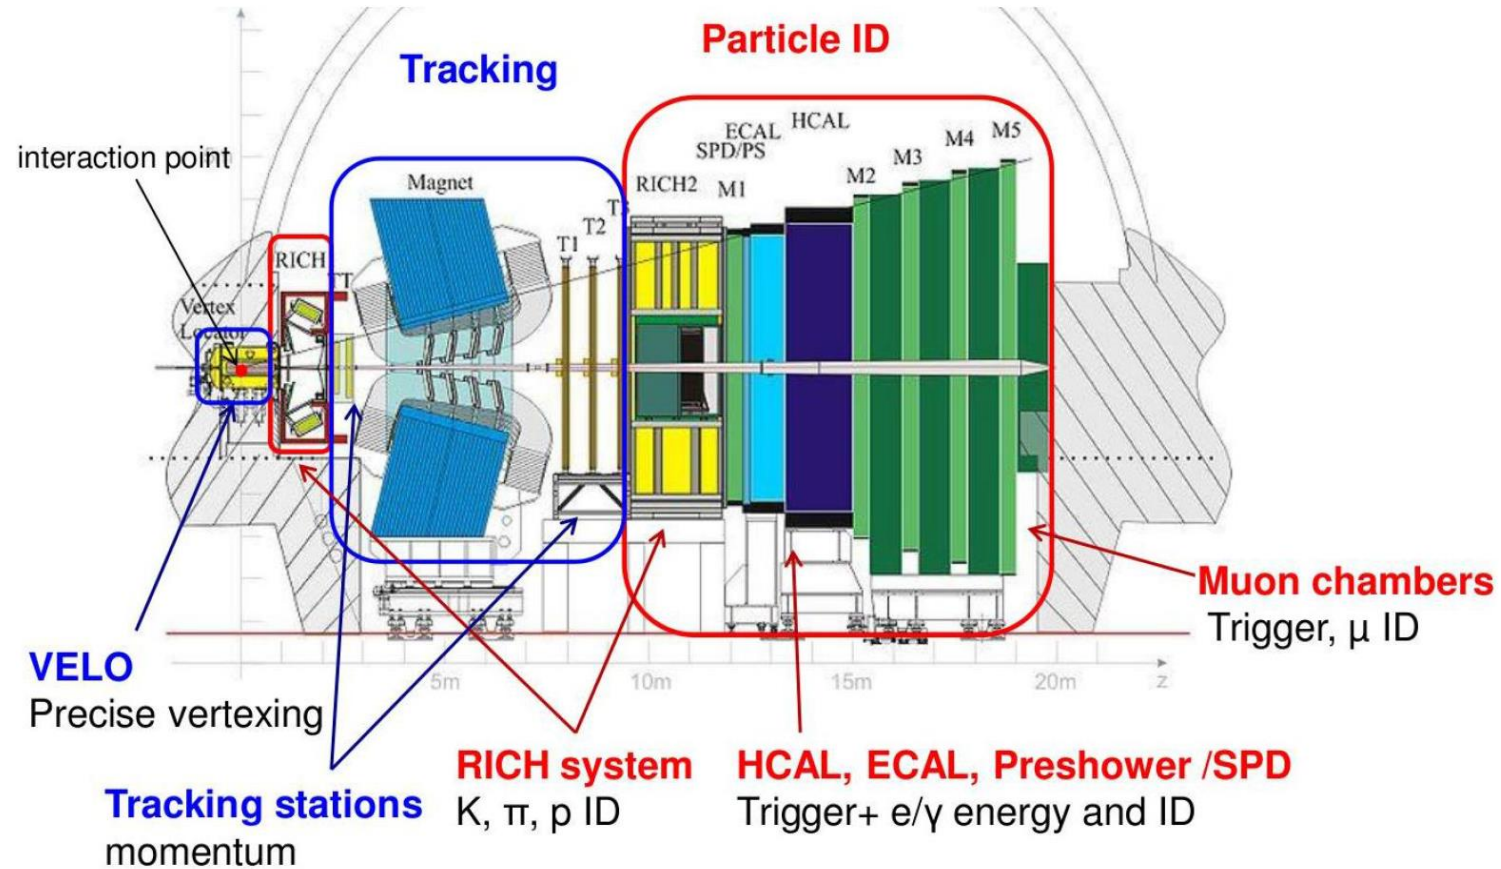 Particle ID
Tracking
HCAL
ECAL
SPD/PS
M5
M4
M3
M2
M1
RICH2
interaction point
Magnet
T3
T2
T1
RICH
TT
Vertex
Locator
Muon chambers
Trigger, μ ID
VELO
Precise vertexing
5m
10m
15m
20m
z
RICH system
K, π, p ID
HCAL, ECAL, Preshower /SPD
Trigger+ e/γ energy and ID
Tracking stations
momentum